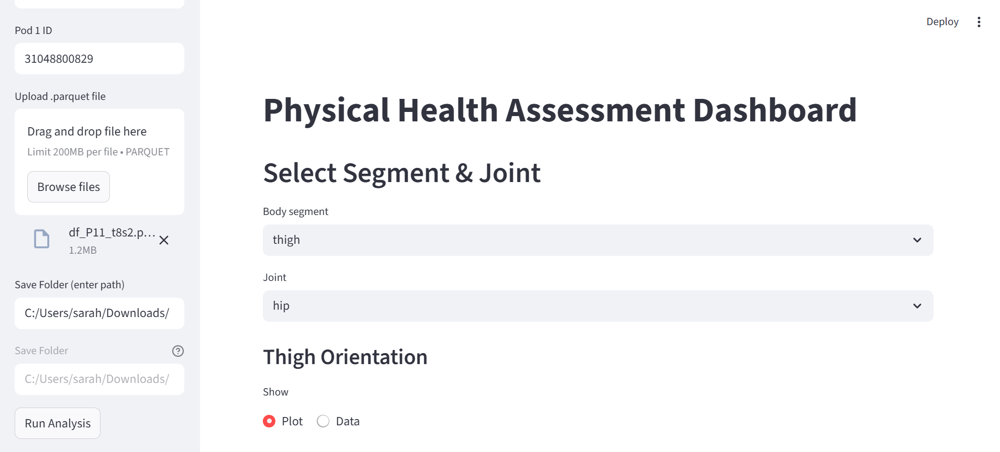 Pod 1 ID
31048800829
Upload .parquet file
Drag and drop file here
Limit 200MB per file • PARQUET
Browse files
df_P11_t8s2.p...
1.2MB
Save Folder (enter path)
C:/Users/sarah/Downloads/
Save Folder
C:/Users/sarah/Downloads/
Run Analysis
Deploy
Physical Health Assessment Dashboard
Select Segment & Joint
Body segment
thigh
Joint
hip
Thigh Orientation
Show
Plot Data